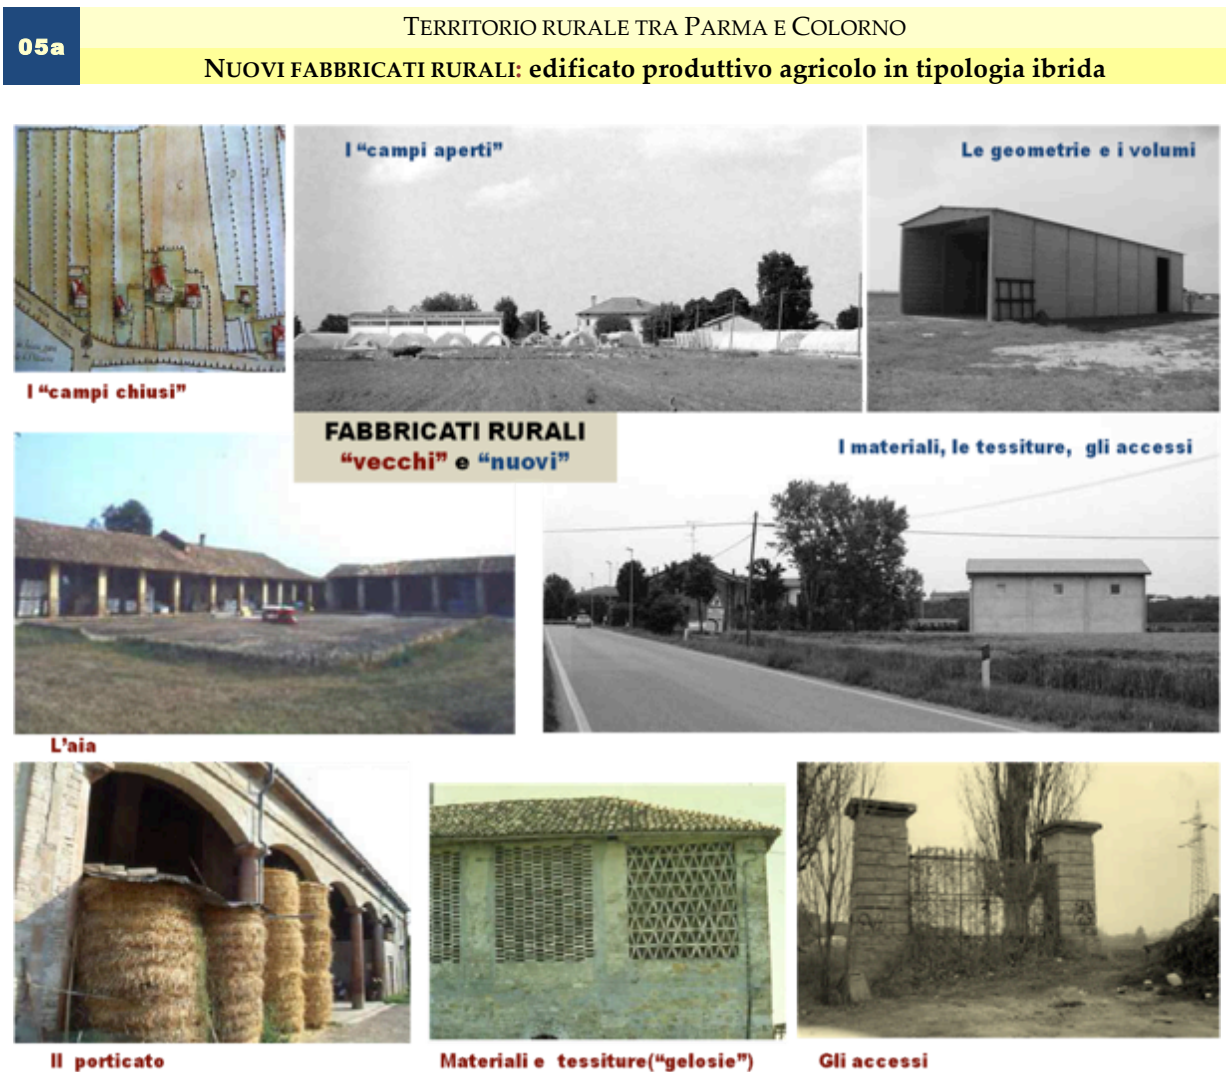 05a
TERRITORIO RURALE TRA PARMA E COLORNO
NUOVI FABBRICATI RURALI: edificato produttivo agricolo in tipologia ibrida
I “campi aperti”
Le geometrie e i volumi
I “campi chiusi”
FABBRICATI RURALI
“vecchi” e “nuovi”
I materiali, le tessiture, gli accessi
L’aia
Il porticato
Materiali e tessiture(“gelosie”)
Gli accessi